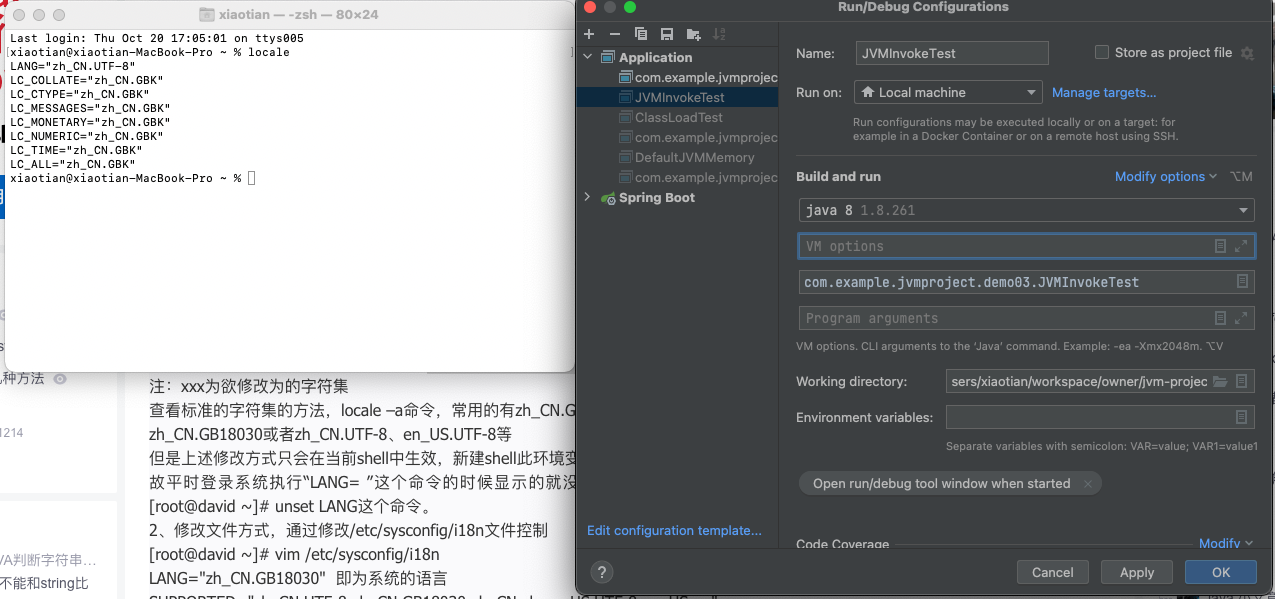 xiaotian — -zsh — 80×24
Last login: Thu Oct 20 17:05:01 on ttys005
[xiaotian@xiaotian-MacBook-Pro ~ % locale ]
LANG="zh_CN.UTF-8"
LC_COLLATE="zh_CN.GBK"
LC_CTYPE="zh_CN.GBK"
LC_MESSAGES="zh_CN.GBK"
LC_MONETARY="zh_CN.GBK"
LC_NUMERIC="zh_CN.GBK"
LC_TIME="zh_CN.GBK"
LC_ALL="zh_CN.GBK"
xiaotian@xiaotian-MacBook-Pro ~ %
种方法
1214
VA判断字符串...
不能和string比
注：xxx为欲修改为的字符集
查看标准的字符集的方法，locale –a命令，常用的有zh_CN.G
zh_CN.GB18030或者zh_CN.UTF-8、en_US.UTF-8等
但是上述修改方式只会在当前shell中生效，新建shell此环境变
故平时登录系统执行“LANG= ”这个命令的时候显示的就没
[root@david ~]# unset LANG这个命令。
2、修改文件方式，通过修改/etc/sysconfig/i18n文件控制
[root@david ~]# vim /etc/sysconfig/i18n
LANG="zh_CN.GB18030" 即为系统的语言
Run/Debug Configurations
Application
com.example.jvmprojec
JVMInvokeTest
ClassLoadTest
com.example.jvmprojec
DefaultJVMMemory
com.example.jvmprojec
Spring Boot
Edit configuration template...
Name: JVMInvokeTest Store as project file
Run on: Local machine Manage targets...
Run configurations may be executed locally or on a target: for
example in a Docker Container or on a remote host using SSH.
Build and run Modify options ⌥M
java 8 1.8.261
VM options
com.example.jvmproject.demo03.JVMInvokeTest
Program arguments
VM options. CLI arguments to the 'Java' command. Example: -ea -Xmx2048m. ⌥V
Working directory: sers/xiaotian/workspace/owner/jvm-projec
Environment variables:
Separate variables with semicolon: VAR=value; VAR1=value1
Open run/debug tool window when started ×
Code Coverage Modify
? Cancel Apply OK